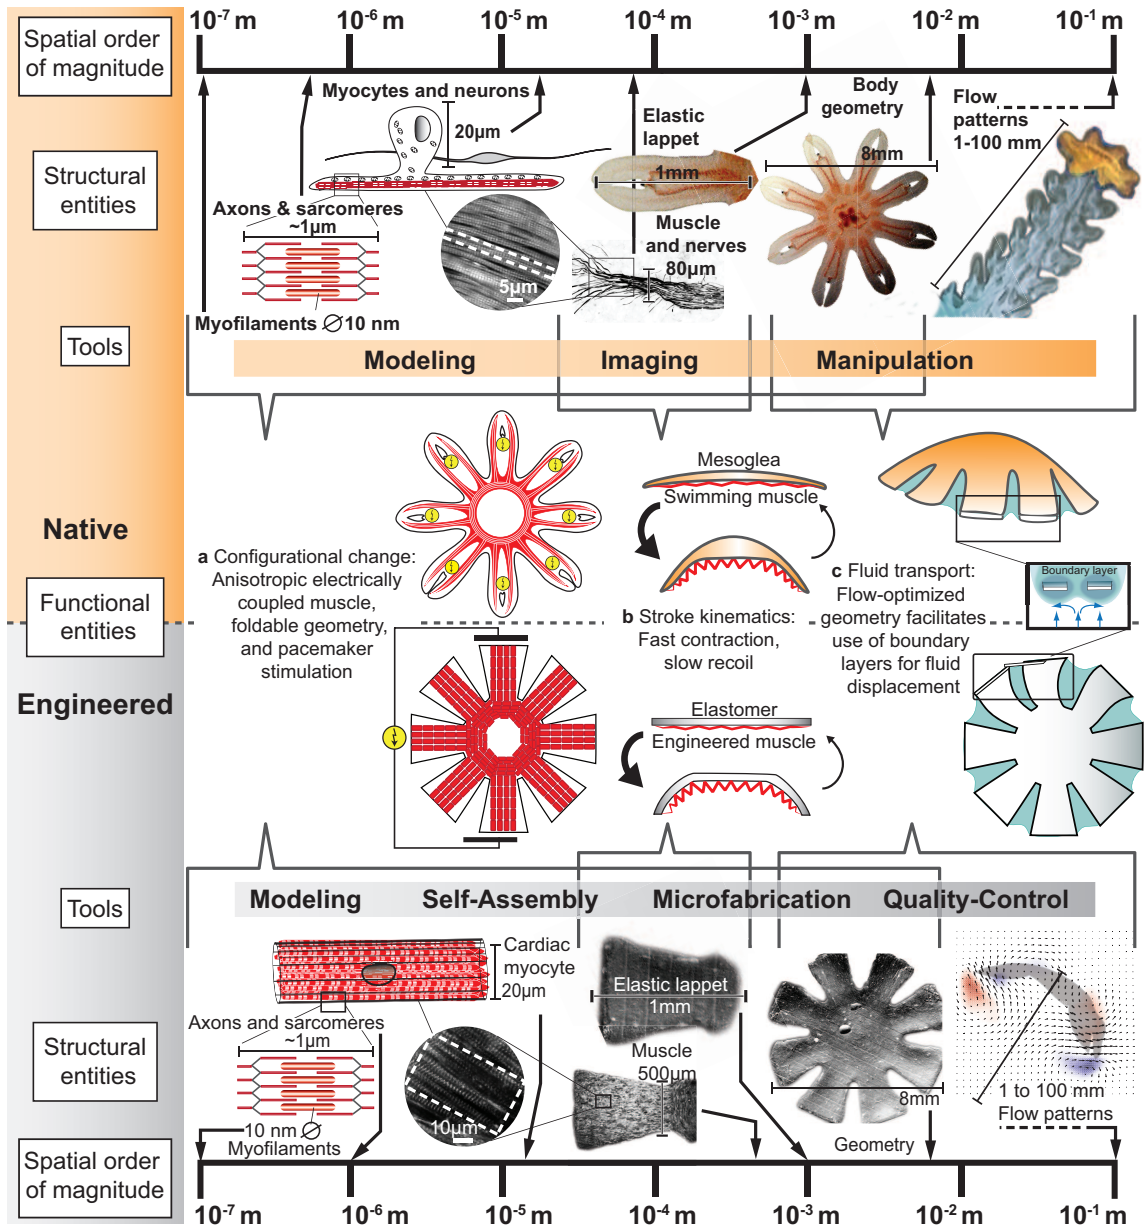 10⁻⁷ m
10⁻⁶ m
10⁻⁵ m
10⁻⁴ m
10⁻³ m
10⁻² m
10⁻¹ m
Spatial order
of magnitude
Myocytes and neurons
20µm
Elastic
lappet
1mm
Body
geometry
8mm
Flow
patterns
1-100 mm
Structural
entities
Axons & sarcomeres
~1µm
5µm
Muscle
and nerves
80µm
Myofilaments ∅ 10 nm
Tools
Modeling
Imaging
Manipulation
Native
Functional
entities
Engineered
a Configurational change:
Anisotropic electrically
coupled muscle,
foldable geometry,
and pacemaker
stimulation
Mesoglea
Swimming muscle
b Stroke kinematics:
Fast contraction,
slow recoil
Elastomer
Engineered muscle
c Fluid transport:
Flow-optimized
geometry facilitates
use of boundary
layers for fluid
displacement
Boundary layer
Tools
Modeling
Self-Assembly
Microfabrication
Quality-Control
Cardiac
myocyte
20µm
Elastic lappet
1mm
Axons and sarcomeres
~1µm
Structural
entities
10µm
Muscle
500µm
8mm
1 to 100 mm
Flow patterns
10 nm ∅
Myofilaments
Geometry
Spatial order
of magnitude
10⁻⁷ m
10⁻⁶ m
10⁻⁵ m
10⁻⁴ m
10⁻³ m
10⁻² m
10⁻¹ m